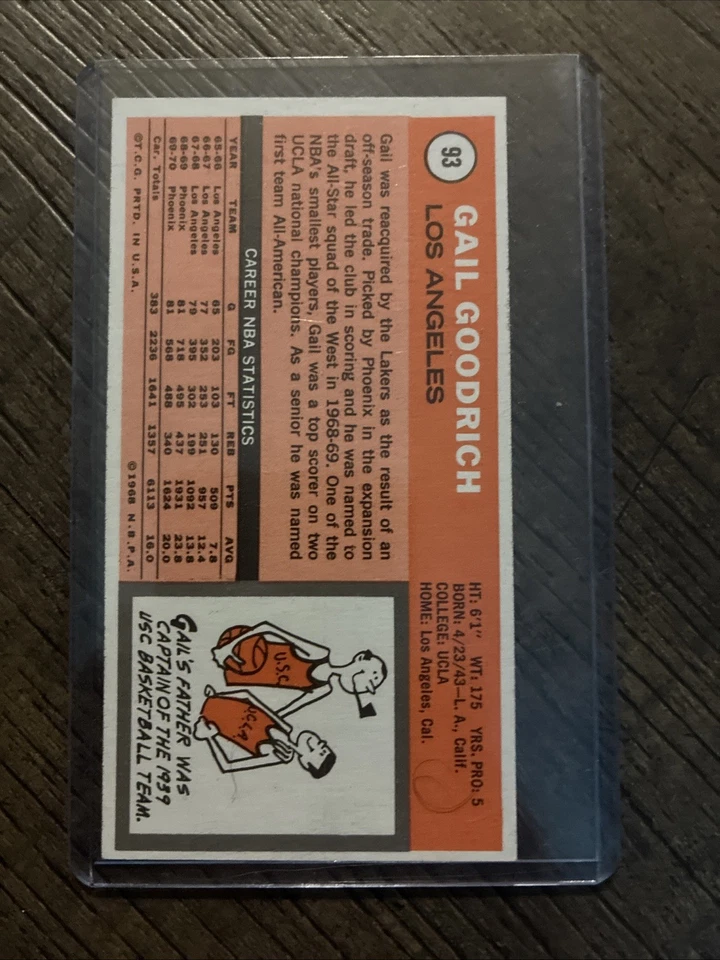 93
GAIL GOODRICH
LOS ANGELES
HT: 6'1" WT: 175 YRS. PRO: 5
BORN: 4/23/43—L. A., Calif.
COLLEGE: UCLA
HOME: Los Angeles, Cal.
Gail was reacquired by the Lakers as the result of an
off-season trade. Picked by Phoenix in the expansion
draft, he led the club in scoring and he was named to
the All-Star squad of the West in 1968-69. One of the
NBA's smallest players, Gail was a top scorer on two
UCLA national champions. As a senior he was named
first team All-American.
CAREER NBA STATISTICS
YEAR TEAM G FG FT REB PTS AVG
65-66 Los Angeles 65 203 103 130 509 7.8
66-67 Los Angeles 77 352 253 251 957 12.4
67-68 Los Angeles 79 395 302 199 1092 13.8
68-69 Phoenix 81 718 495 437 1931 23.8
69-70 Phoenix 81 568 488 340 1624 20.0
Car. Totals 383 2236 1641 1357 6113 16.0
©T.C.G. PRTD. IN U.S.A. ©1968 N.B.P.A.
U.S.C.
GAIL'S FATHER WAS
CAPTAIN OF THE 1939
USC BASKETBALL TEAM.